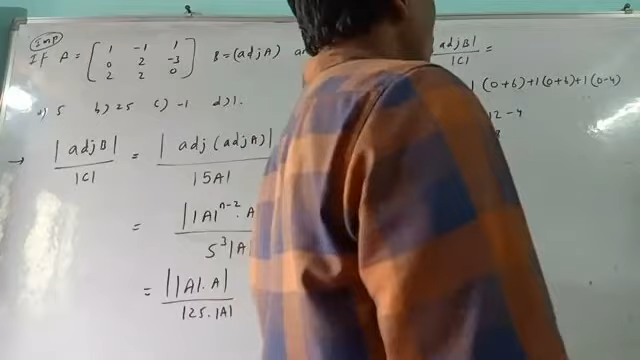 Imp
If A = [ 1 -1 1 B = (adjA) an adjB| =
0 2 -3 |C|
2 2 0 ]
a) 5 b) 25 c) -1 d) 1. 1 (0+6)+1(0+6)+1(0-4)
12-4
→ |adjB| = |adj(adjA)|
|C| |5A|
= ||A|^{n-2}.A
5^3|A|
= ||A|.A|
125.|A|